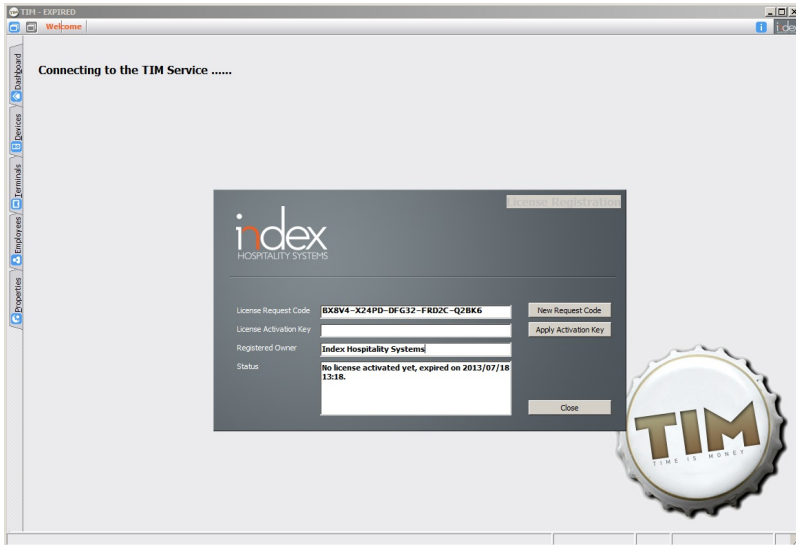 TIM - EXPIRED
Welcome
Dashboard
Devices
Terminals
Employees
Properties
Connecting to the TIM Service ......
License Registration
index
HOSPITALITY SYSTEMS
License Request Code
BX8V4-X24PD-DFG32-FRD2C-Q2BK6
New Request Code
License Activation Key
Apply Activation Key
Registered Owner
Index Hospitality Systems
Status
No license activated yet, expired on 2013/07/18
13:18.
Close
TIM
TIME IS MONEY